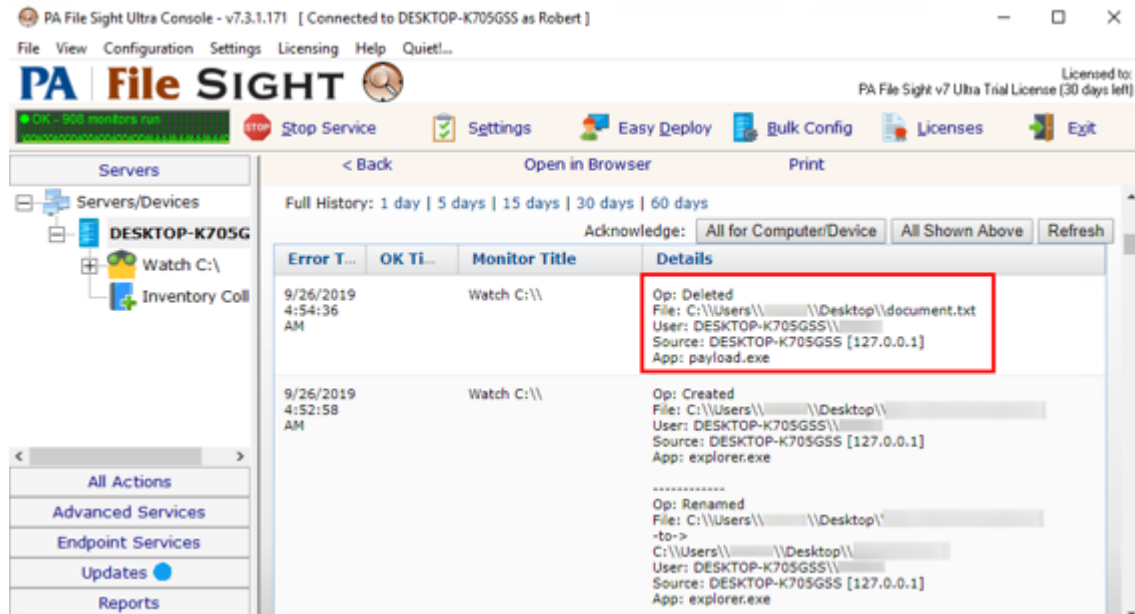 PA File Sight Ultra Console - v7.3.1.171 [ Connected to DESKTOP-K705GSS as Robert ]
File View Configuration Settings Licensing Help Quiet!...
PA File SIGHT
Licensed to:
PA File Sight v7 Ultra Trial License (30 days left)
OK - 908 monitors run
STOP Stop Service Settings Easy Deploy Bulk Config Licenses Exit
Servers
< Back Open in Browser Print
Servers/Devices
DESKTOP-K705G
Watch C:\
Inventory Coll
Full History: 1 day | 5 days | 15 days | 30 days | 60 days
Acknowledge: All for Computer/Device All Shown Above Refresh
Error T... OK Ti... Monitor Title Details
9/26/2019
4:54:36
AM
Watch C:\\
Op: Deleted
File: C:\\Users\\ \\Desktop\\document.txt
User: DESKTOP-K705GSS\\
Source: DESKTOP-K705GSS [127.0.0.1]
App: payload.exe
9/26/2019
4:52:58
AM
Watch C:\\
Op: Created
File: C:\\Users\\ \\Desktop\\
User: DESKTOP-K705GSS\\
Source: DESKTOP-K705GSS [127.0.0.1]
App: explorer.exe
------------
Op: Renamed
File: C:\\Users\\ \\Desktop\
-to->
C:\\Users\\ \\Desktop\\
User: DESKTOP-K705GSS\\
Source: DESKTOP-K705GSS [127.0.0.1]
App: explorer.exe
All Actions
Advanced Services
Endpoint Services
Updates
Reports